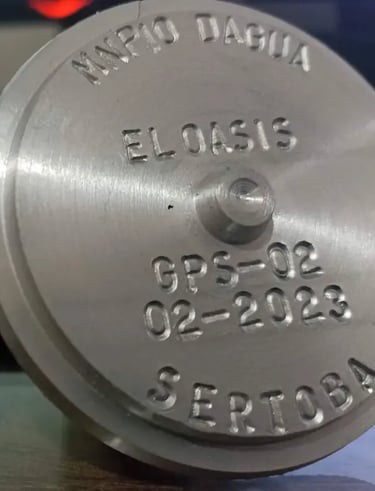 MNPIO DAGUA
EL OASIS
GPS-02
02-2023
SERTOBA